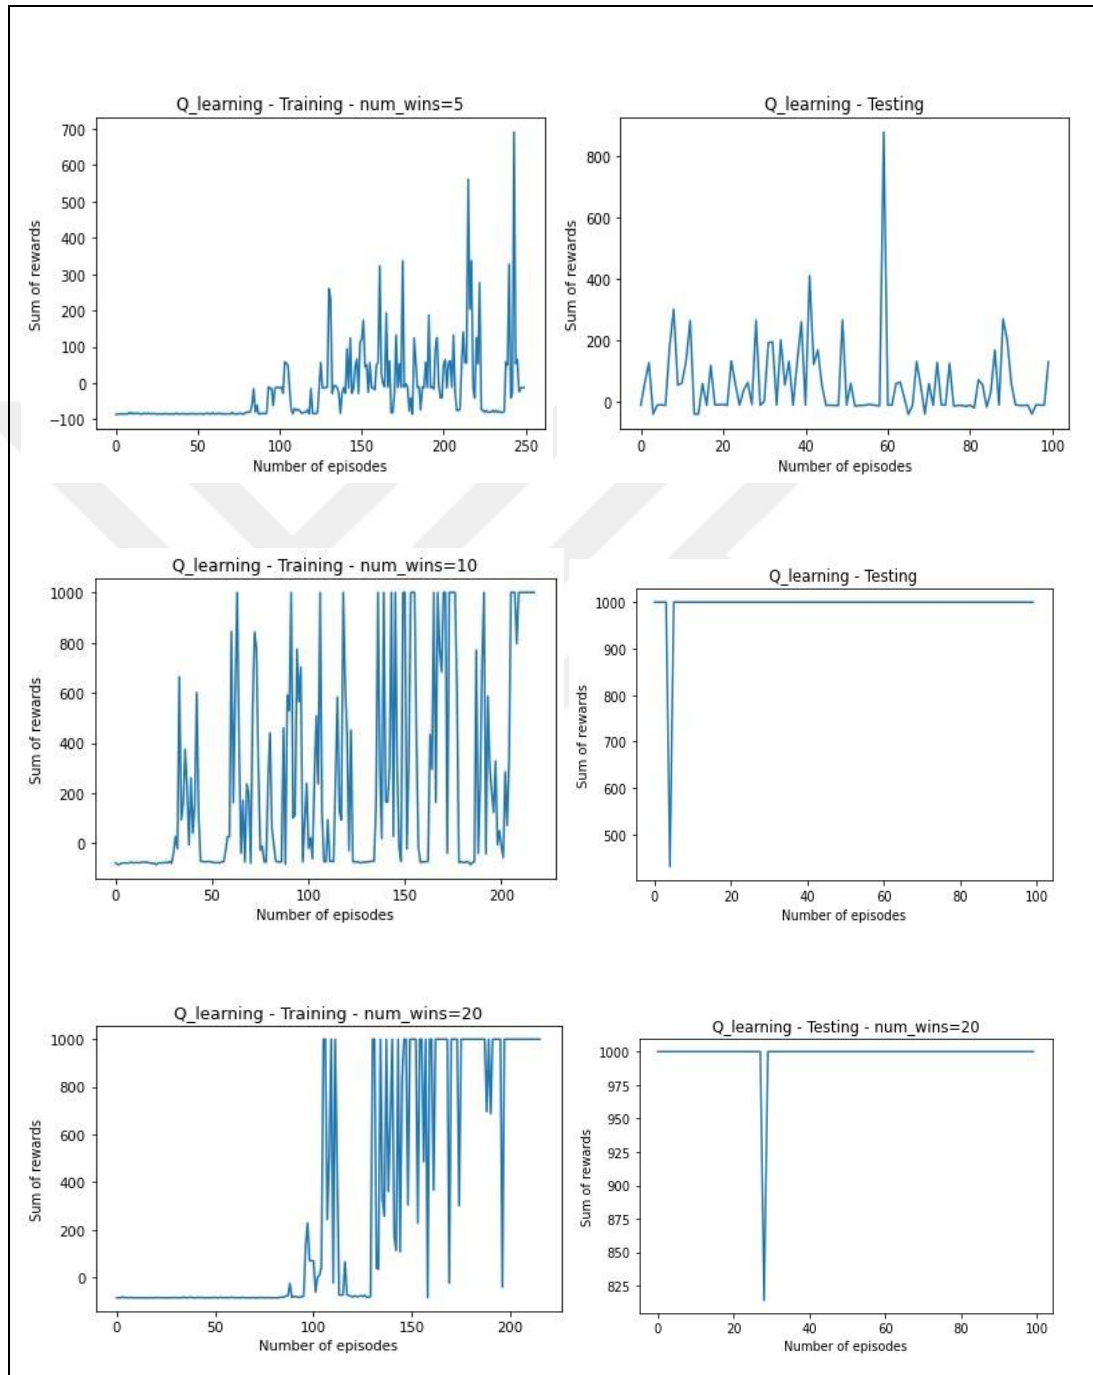 Q_learning - Training - num_wins=5
700
600
500
400
300
200
100
0
−100
Sum of rewards
0 50 100 150 200 250
Number of episodes
Q_learning - Testing
800
600
400
200
0
Sum of rewards
0 20 40 60 80 100
Number of episodes
Q_learning - Training - num_wins=10
1000
800
600
400
200
0
Sum of rewards
0 50 100 150 200
Number of episodes
Q_learning - Testing
1000
900
800
700
600
500
Sum of rewards
0 20 40 60 80 100
Number of episodes
Q_learning - Training - num_wins=20
1000
800
600
400
200
0
Sum of rewards
0 50 100 150 200
Number of episodes
Q_learning - Testing - num_wins=20
1000
975
950
925
900
875
850
825
Sum of rewards
0 20 40 60 80 100
Number of episodes